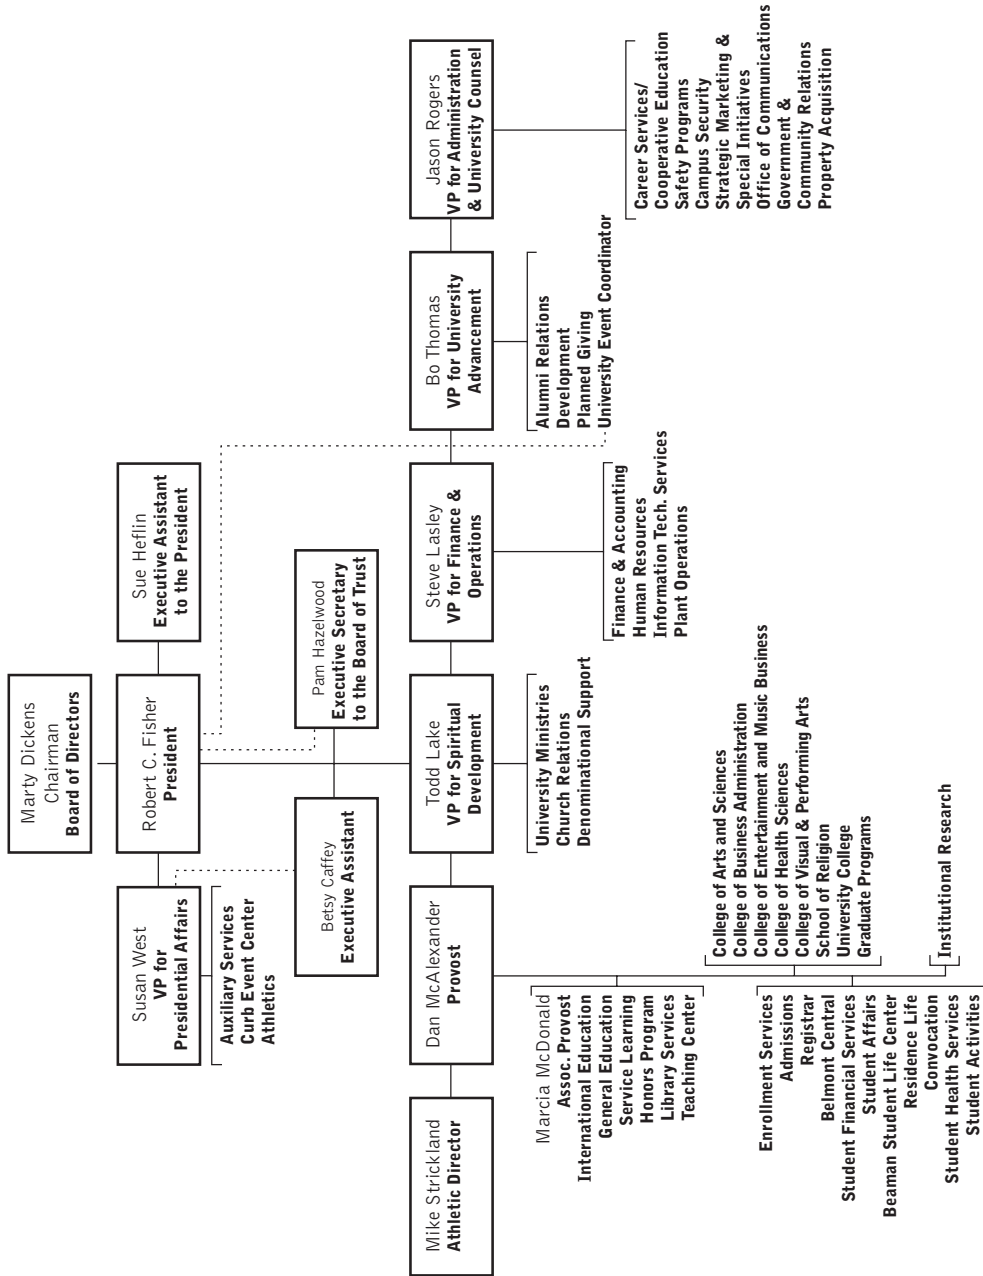 Marty Dickens
Chairman
Board of Directors
Susan West
VP for
Presidential Affairs
Auxiliary Services
Curb Event Center
Athletics
Robert C. Fisher
President
Sue Heflin
Executive Assistant
to the President
Betsy Caffey
Executive Assistant
Pam Hazelwood
Executive Secretary
to the Board of Trust
Mike Strickland
Athletic Director
Dan McAlexander
Provost
Todd Lake
VP for Spiritual
Development
Steve Lasley
VP for Finance &
Operations
Bo Thomas
VP for University
Advancement
Jason Rogers
VP for Administration
& University Counsel
Marcia McDonald
Assoc. Provost
International Education
General Education
Service Learning
Honors Program
Library Services
Teaching Center
Enrollment Services
Admissions
Registrar
Belmont Central
Student Financial Services
Student Affairs
Beaman Student Life Center
Residence Life
Convocation
Student Health Services
Student Activities
College of Arts and Sciences
College of Business Administration
College of Entertainment and Music Business
College of Health Sciences
College of Visual & Performing Arts
School of Religion
University College
Graduate Programs
Institutional Research
University Ministries
Church Relations
Denominational Support
Finance & Accounting
Human Resources
Information Tech. Services
Plant Operations
Alumni Relations
Development
Planned Giving
University Event Coordinator
Career Services/
Cooperative Education
Safety Programs
Campus Security
Strategic Marketing &
Special Initiatives
Office of Communications
Government &
Community Relations
Property Acquisition